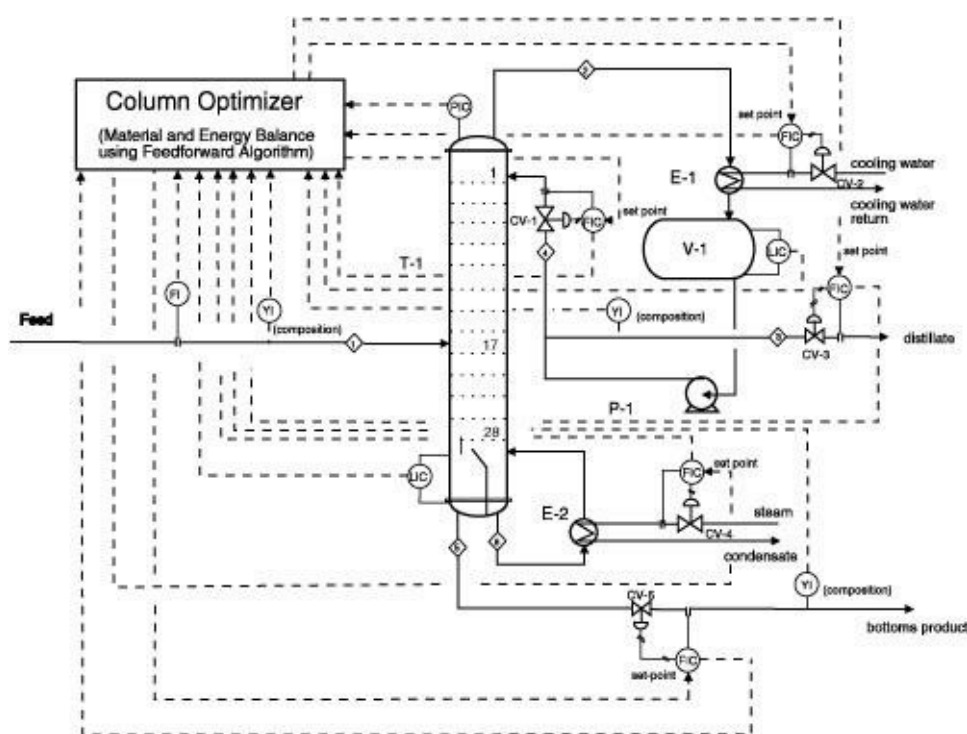 Column Optimizer
(Material and Energy Balance
using Feedforward Algorithm)
PIC
2
set point
FIC
cooling water
CV-2
E-1
cooling water
return
1
CV-1
FIC
set point
V-1
LIC
set point
T-1
4
FIC
FI
YI
(composition)
YI
(composition)
Feed
1
17
3
CV-3
distillate
P-1
28
LIC
FIC
set point
E-2
steam
CV-4
condensate
5
6
YI
(composition)
CV-5
bottoms product
FIC
set-point